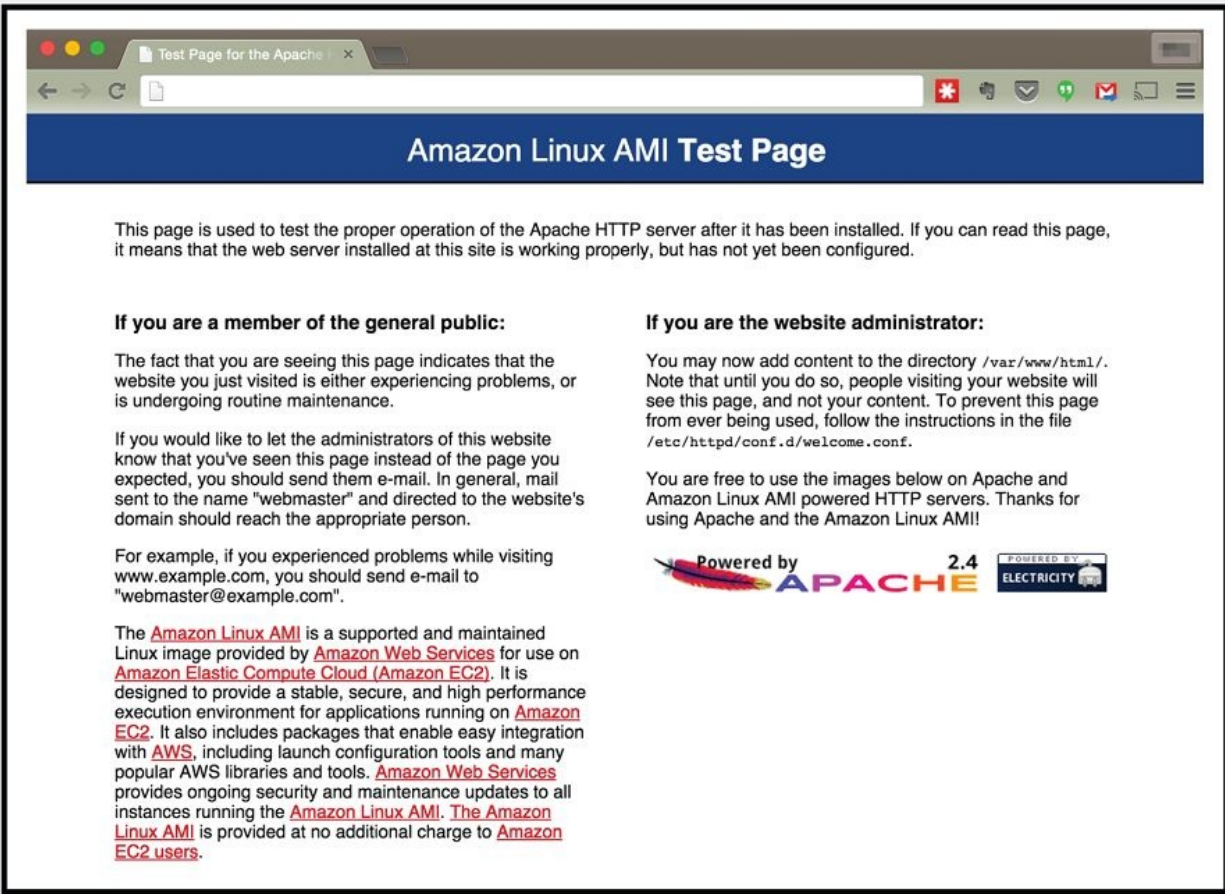 Test Page for the Apache
Amazon Linux AMI Test Page
This page is used to test the proper operation of the Apache HTTP server after it has been installed. If you can read this page,
it means that the web server installed at this site is working properly, but has not yet been configured.
If you are a member of the general public:
The fact that you are seeing this page indicates that the
website you just visited is either experiencing problems, or
is undergoing routine maintenance.
If you would like to let the administrators of this website
know that you've seen this page instead of the page you
expected, you should send them e-mail. In general, mail
sent to the name "webmaster" and directed to the website's
domain should reach the appropriate person.
For example, if you experienced problems while visiting
www.example.com, you should send e-mail to
"webmaster@example.com".
The Amazon Linux AMI is a supported and maintained
Linux image provided by Amazon Web Services for use on
Amazon Elastic Compute Cloud (Amazon EC2). It is
designed to provide a stable, secure, and high performance
execution environment for applications running on Amazon
EC2. It also includes packages that enable easy integration
with AWS, including launch configuration tools and many
popular AWS libraries and tools. Amazon Web Services
provides ongoing security and maintenance updates to all
instances running the Amazon Linux AMI. The Amazon
Linux AMI is provided at no additional charge to Amazon
EC2 users.
If you are the website administrator:
You may now add content to the directory /var/www/html/.
Note that until you do so, people visiting your website will
see this page, and not your content. To prevent this page
from ever being used, follow the instructions in the file
/etc/httpd/conf.d/welcome.conf.
You are free to use the images below on Apache and
Amazon Linux AMI powered HTTP servers. Thanks for
using Apache and the Amazon Linux AMI!
Powered by 2.4
APACHE
POWERED BY
ELECTRICITY